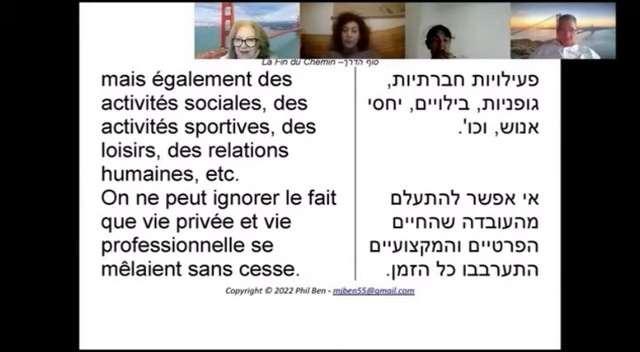 La Fin du Chemin –סוף הדרך
mais également des
activités sociales, des
activités sportives, des
loisirs, des relations
humaines, etc.
On ne peut ignorer le fait
que vie privée et vie
professionnelle se
mêlaient sans cesse.
פעילויות חברתיות,
גופניות, בילויים, יחסי
אנוש, וכו'.
אי אפשר להתעלם
מהעובדה שהחיים
הפרטיים והמקצועיים
התערבבו כל הזמן.
Copyright © 2022 Phil Ben - miben55@gmail.com